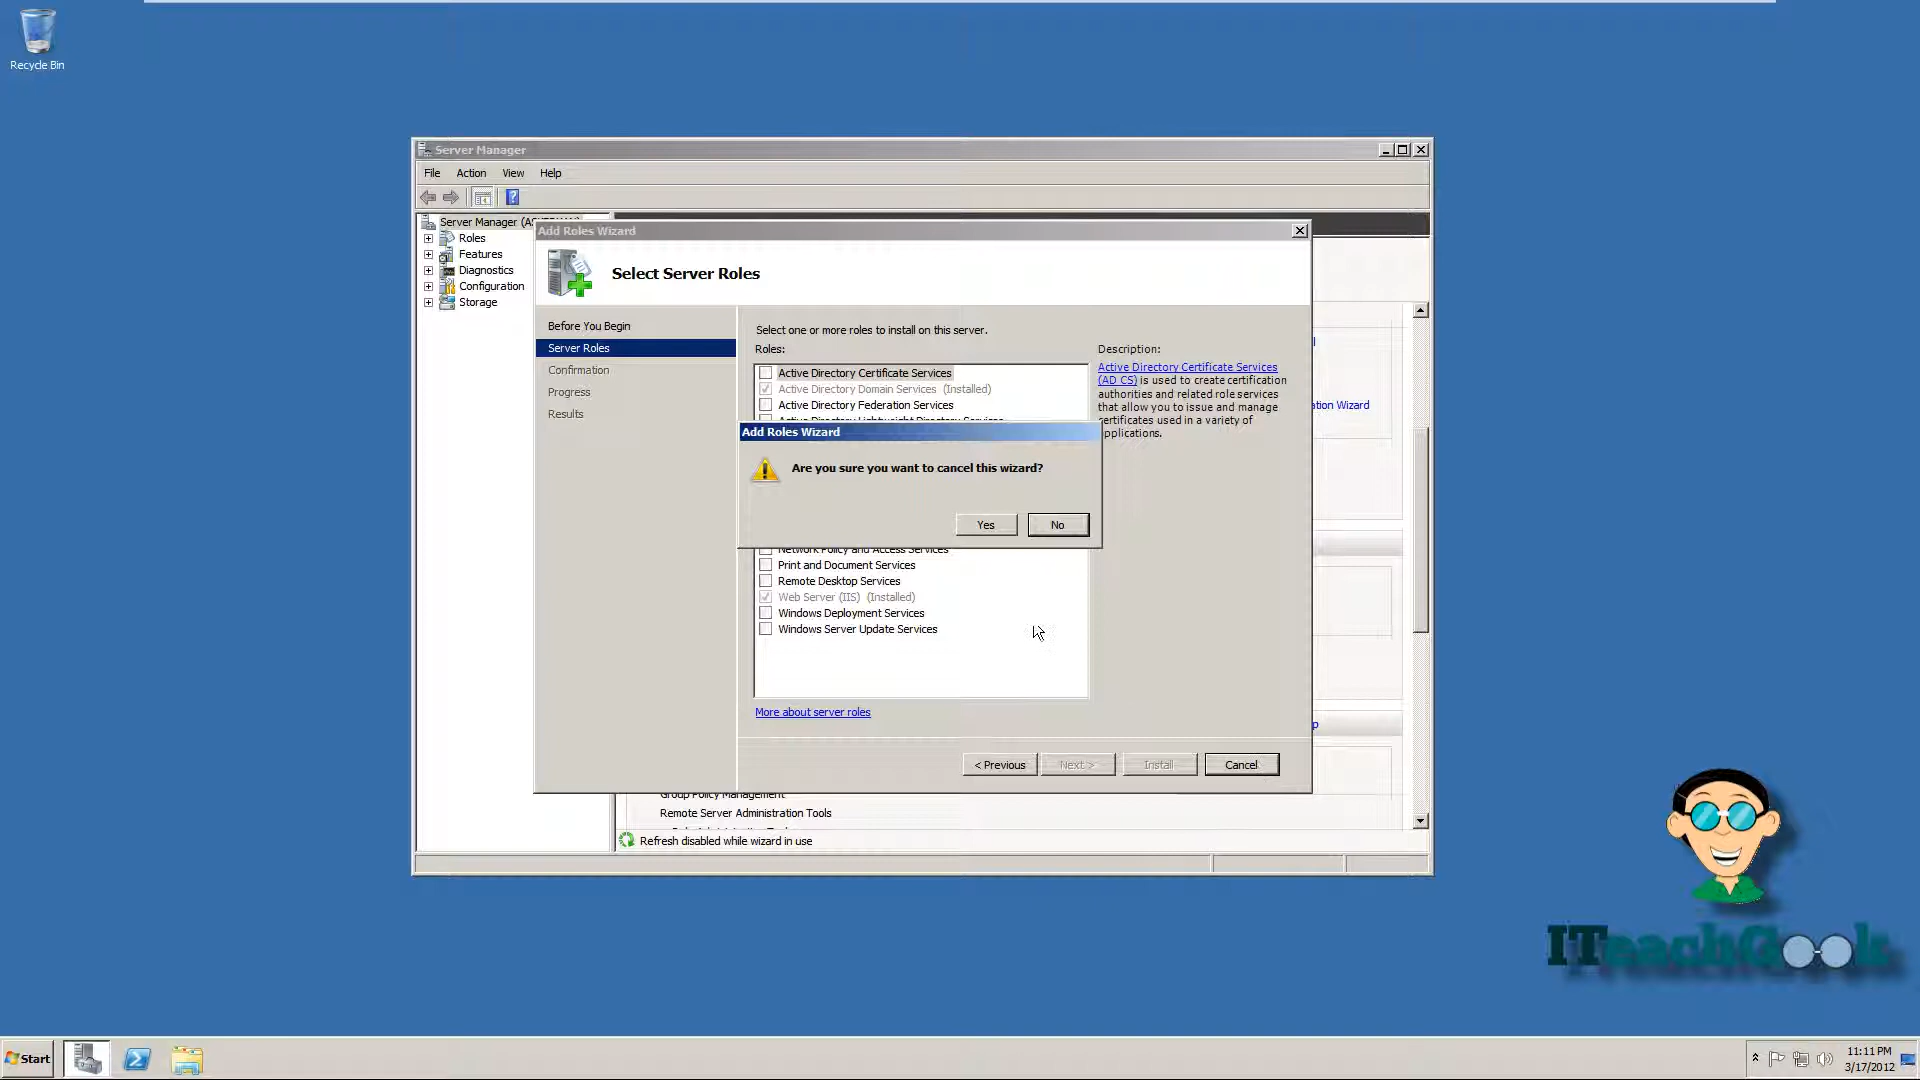 Recycle Bin
Server Manager
File Action View Help
Server Manager
Roles
Features
Diagnostics
Configuration
Storage
Add Roles Wizard
Select Server Roles
Before You Begin
Server Roles
Confirmation
Progress
Results
Select one or more roles to install on this server.
Roles:
Active Directory Certificate Services
Active Directory Domain Services (Installed)
Active Directory Federation Services
Active Directory Lightweight Directory Services
Description:
Active Directory Certificate Services
(AD CS) is used to create certification
authorities and related role services
that allow you to issue and manage
certificates used in a variety of
applications.
ation Wizard
Add Roles Wizard
Are you sure you want to cancel this wizard?
Yes No
Network Policy and Access Services
Print and Document Services
Remote Desktop Services
Web Server (IIS) (Installed)
Windows Deployment Services
Windows Server Update Services
More about server roles
p
< Previous Next > Install Cancel
Group Policy Management
Remote Server Administration Tools
Refresh disabled while wizard in use
ITeachGook
Start
11:11 PM
3/17/2012